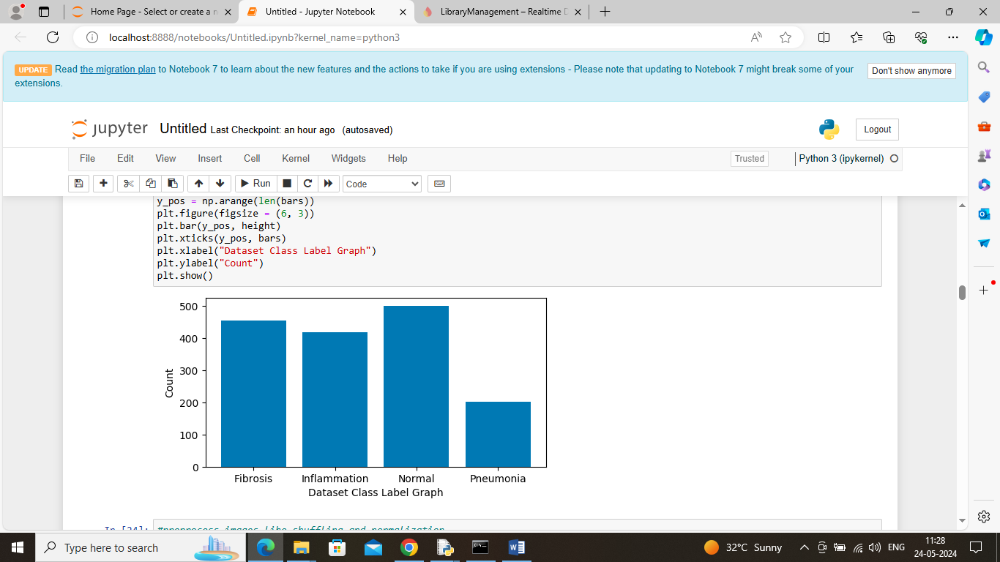 Home Page - Select or create a n
Untitled - Jupyter Notebook
LibraryManagement – Realtime D
localhost:8888/notebooks/Untitled.ipynb?kernel_name=python3
UPDATE Read the migration plan to Notebook 7 to learn about the new features and the actions to take if you are using extensions - Please note that updating to Notebook 7 might break some of your
extensions.
Don't show anymore
jupyter Untitled Last Checkpoint: an hour ago (autosaved)
Logout
File Edit View Insert Cell Kernel Widgets Help
Trusted
Python 3 (ipykernel)
Run
Code
y_pos = np.arange(len(bars))
plt.figure(figsize = (6, 3))
plt.bar(y_pos, height)
plt.xticks(y_pos, bars)
plt.xlabel("Dataset Class Label Graph")
plt.ylabel("Count")
plt.show()
500
400
300
200
100
0
Count
Fibrosis Inflammation Normal Pneumonia
Dataset Class Label Graph
In [24]: #preprocess images like shuffling and normalization
Type here to search
32°C Sunny
ENG
11:28
24-05-2024